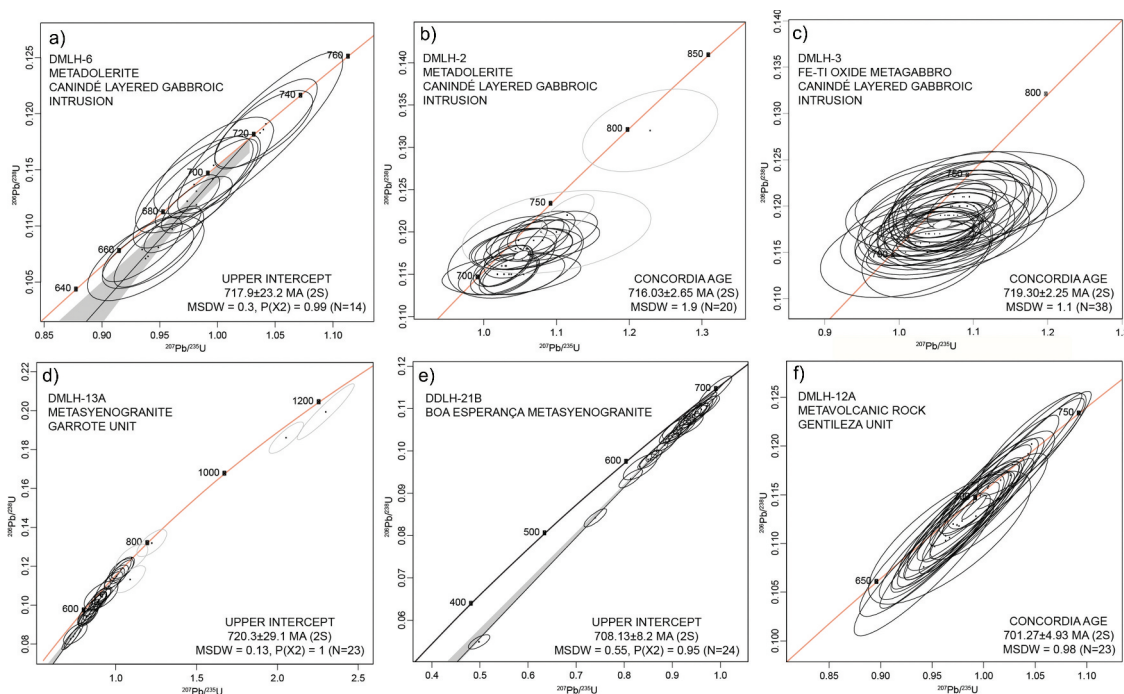 a)
DMLH-6
METADOLERITE
CANINDÉ LAYERED GABBROIC
INTRUSION
760
740
720
700
680
660
640
UPPER INTERCEPT
717.9±23.2 MA (2S)
MSDW = 0.3, P(X2) = 0.99 (N=14)
0.125
0.120
0.115
0.110
0.105
²⁰⁶Pb/²³⁸U
0.85 0.90 0.95 1.00 1.05 1.10
²⁰⁷Pb/²³⁵U
b)
DMLH-2
METADOLERITE
CANINDÉ LAYERED GABBROIC
INTRUSION
850
800
750
700
CONCORDIA AGE
716.03±2.65 MA (2S)
MSDW = 1.9 (N=20)
0.140
0.135
0.130
0.125
0.120
0.115
0.110
²⁰⁶Pb/²³⁸U
1.0 1.1 1.2 1.3
²⁰⁷Pb/²³⁵U
c)
DMLH-3
FE-TI OXIDE METAGABBRO
CANINDÉ LAYERED GABBROIC
INTRUSION
800
750
700
CONCORDIA AGE
719.30±2.25 MA (2S)
MSDW = 1.1 (N=38)
0.140
0.135
0.130
0.125
0.120
0.115
0.110
²⁰⁶Pb/²³⁸U
0.9 1.0 1.1 1.2
²⁰⁷Pb/²³⁵U
d)
DMLH-13A
METASYENOGRANITE
GARROTE UNIT
1200
1000
800
600
UPPER INTERCEPT
720.3±29.1 MA (2S)
MSDW = 0.13, P(X2) = 1 (N=23)
0.22
0.20
0.18
0.16
0.14
0.12
0.10
0.08
²⁰⁶Pb/²³⁸U
1.0 1.5 2.0 2.5
²⁰⁷Pb/²³⁵U
e)
DDLH-21B
BOA ESPERANÇA METASYENOGRANITE
700
600
500
400
UPPER INTERCEPT
708.13±8.2 MA (2S)
MSDW = 0.55, P(X2) = 0.95 (N=24)
0.12
0.11
0.10
0.09
0.08
0.07
0.06
0.05
²⁰⁶Pb/²³⁸U
0.4 0.5 0.6 0.7 0.8 0.9 1.0
²⁰⁷Pb/²³⁵U
f)
DMLH-12A
METAVOLCANIC ROCK
GENTILEZA UNIT
750
700
650
CONCORDIA AGE
701.27±4.93 MA (2S)
MSDW = 0.98 (N=23)
0.125
0.120
0.115
0.110
0.105
0.100
²⁰⁶Pb/²³⁸U
0.80 0.85 0.90 0.95 1.00 1.05 1.10
²⁰⁷Pb/²³⁵U